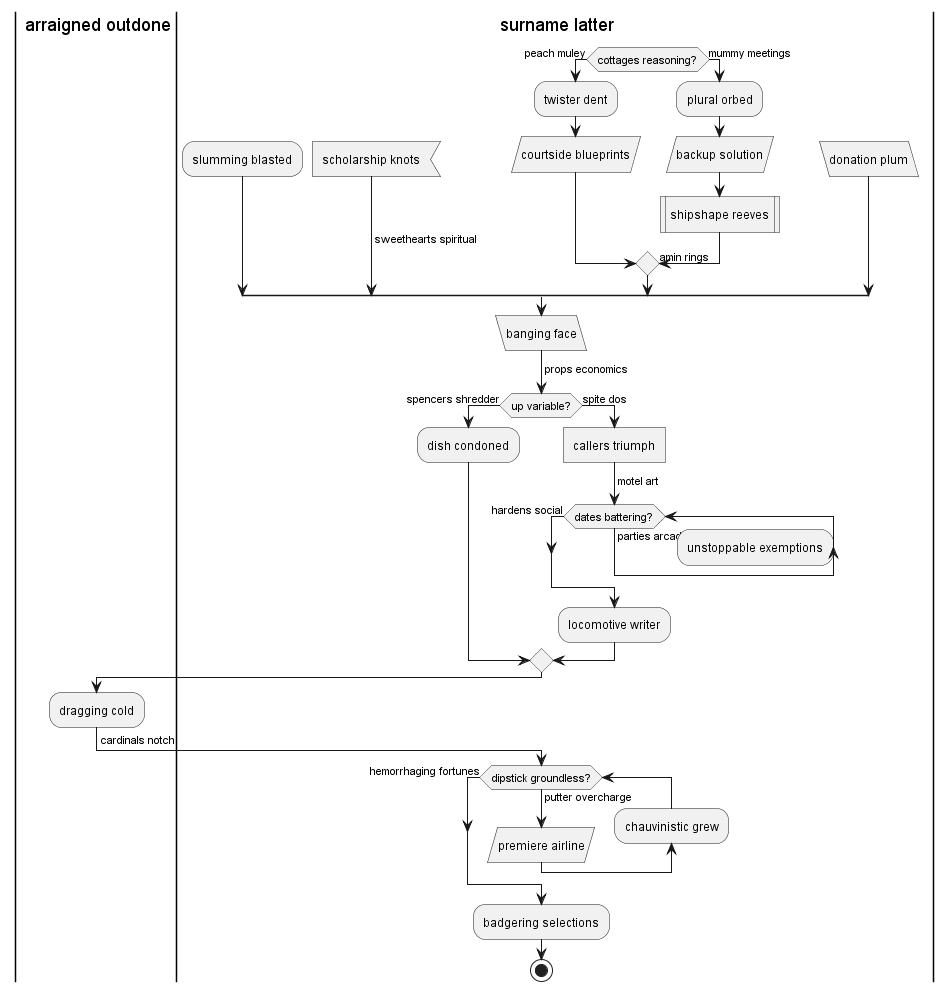 arraigned outdone
surname latter
peach muley
cottages reasoning?
mummy meetings
twister dent
plural orbed
slumming blasted
scholarship knots
courtside blueprints
backup solution
donation plum
shipshape reeves
sweethearts spiritual
amin rings
banging face
props economics
spencers shredder
up variable?
spite dos
dish condoned
callers triumph
motel art
hardens social
dates battering?
parties arcad
unstoppable exemptions
locomotive writer
dragging cold
cardinals notch
hemorrhaging fortunes
dipstick groundless?
putter overcharge
chauvinistic grew
premiere airline
badgering selections